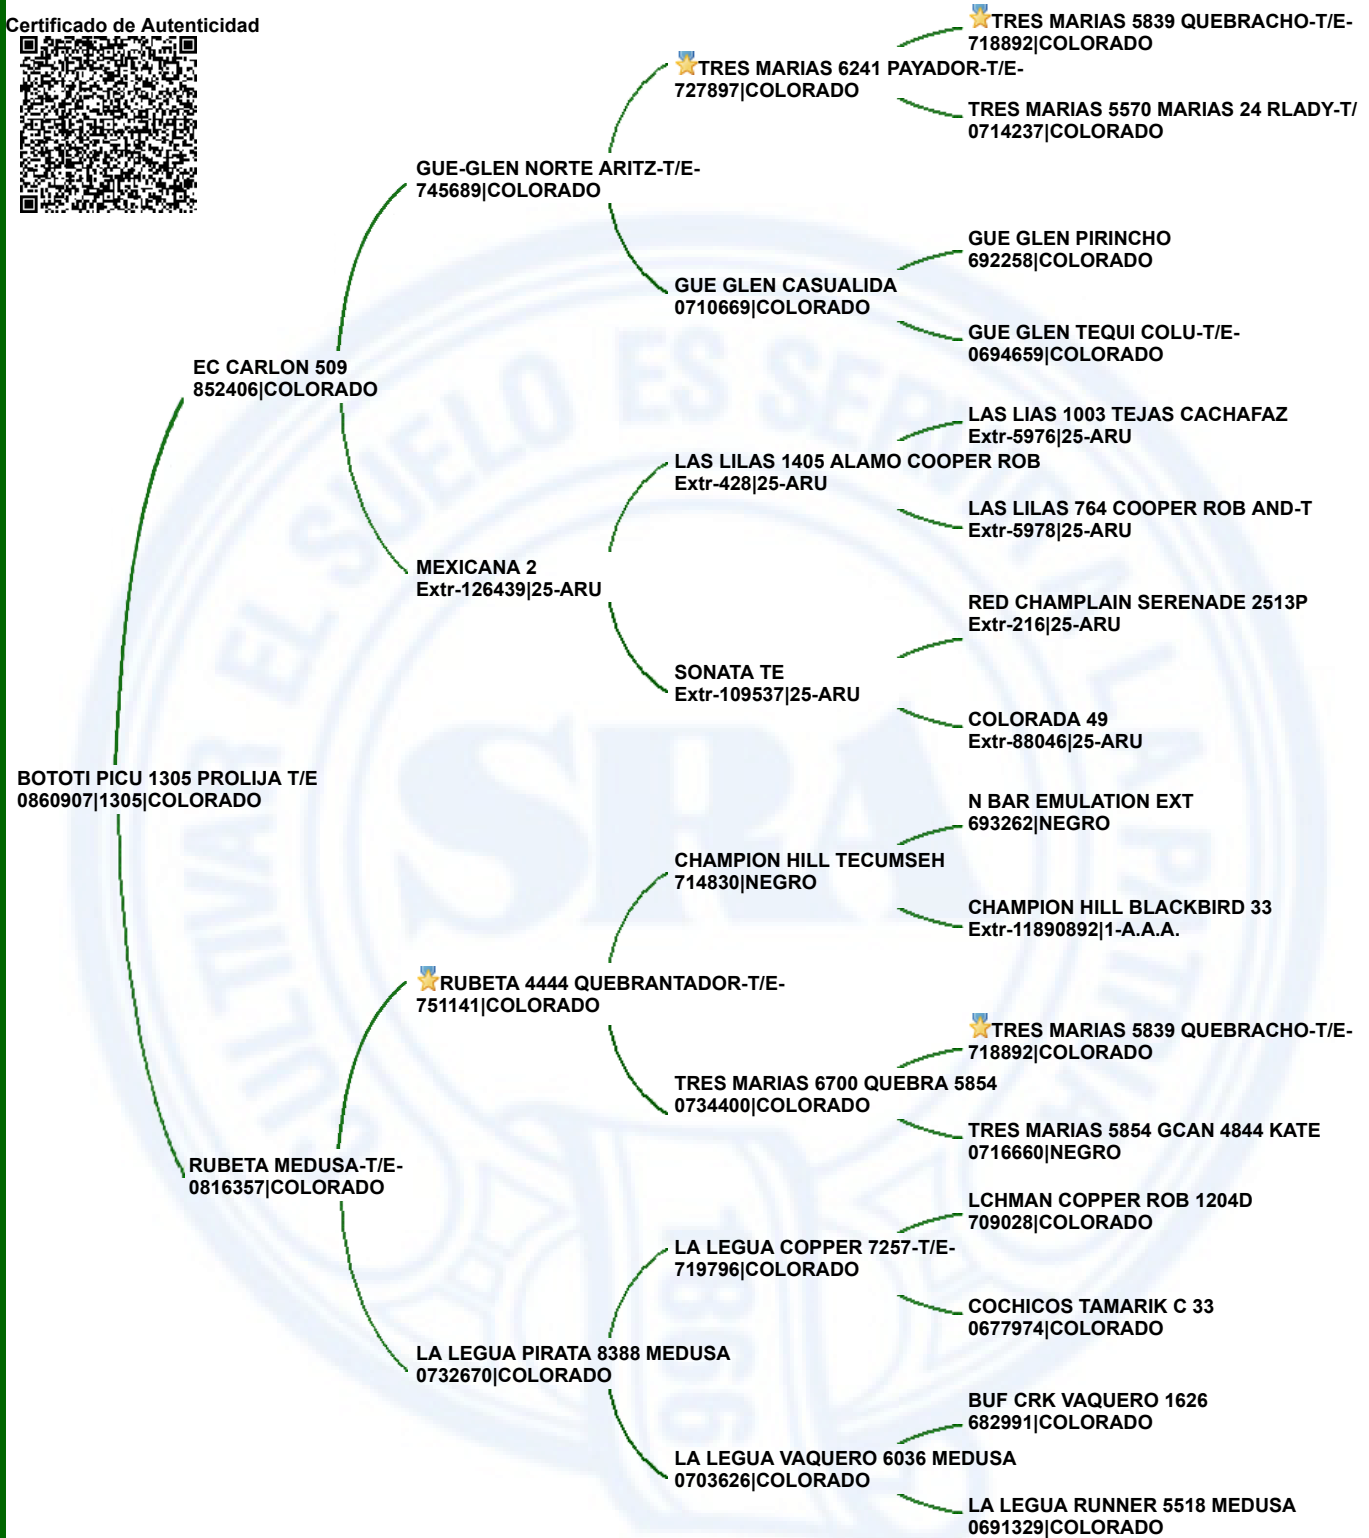 Certificado de Autenticidad
TRES MARIAS 5839 QUEBRACHO-T/E-
718892|COLORADO
TRES MARIAS 6241 PAYADOR-T/E-
727897|COLORADO
TRES MARIAS 5570 MARIAS 24 RLADY-T/
0714237|COLORADO
GUE-GLEN NORTE ARITZ-T/E-
745689|COLORADO
GUE GLEN PIRINCHO
692258|COLORADO
GUE GLEN CASUALIDA
0710669|COLORADO
GUE GLEN TEQUI COLU-T/E-
0694659|COLORADO
EC CARLON 509
852406|COLORADO
LAS LIAS 1003 TEJAS CACHAFAZ
Extr-5976|25-ARU
LAS LILAS 1405 ALAMO COOPER ROB
Extr-428|25-ARU
LAS LILAS 764 COOPER ROB AND-T
Extr-5978|25-ARU
MEXICANA 2
Extr-126439|25-ARU
RED CHAMPLAIN SERENADE 2513P
Extr-216|25-ARU
SONATA TE
Extr-109537|25-ARU
COLORADA 49
Extr-88046|25-ARU
BOTOTI PICU 1305 PROLIJA T/E
0860907|1305|COLORADO
N BAR EMULATION EXT
693262|NEGRO
CHAMPION HILL TECUMSEH
714830|NEGRO
CHAMPION HILL BLACKBIRD 33
Extr-11890892|1-A.A.A.
RUBETA 4444 QUEBRANTADOR-T/E-
751141|COLORADO
TRES MARIAS 5839 QUEBRACHO-T/E-
718892|COLORADO
TRES MARIAS 6700 QUEBRA 5854
0734400|COLORADO
TRES MARIAS 5854 GCAN 4844 KATE
0716660|NEGRO
RUBETA MEDUSA-T/E-
0816357|COLORADO
LCHMAN COPPER ROB 1204D
709028|COLORADO
LA LEGUA COPPER 7257-T/E-
719796|COLORADO
COCHICOS TAMARIK C 33
0677974|COLORADO
LA LEGUA PIRATA 8388 MEDUSA
0732670|COLORADO
BUF CRK VAQUERO 1626
682991|COLORADO
LA LEGUA VAQUERO 6036 MEDUSA
0703626|COLORADO
LA LEGUA RUNNER 5518 MEDUSA
0691329|COLORADO
CULTIVAR EL SUELO ES SERVIR A LA PATRIA
SRA
1866